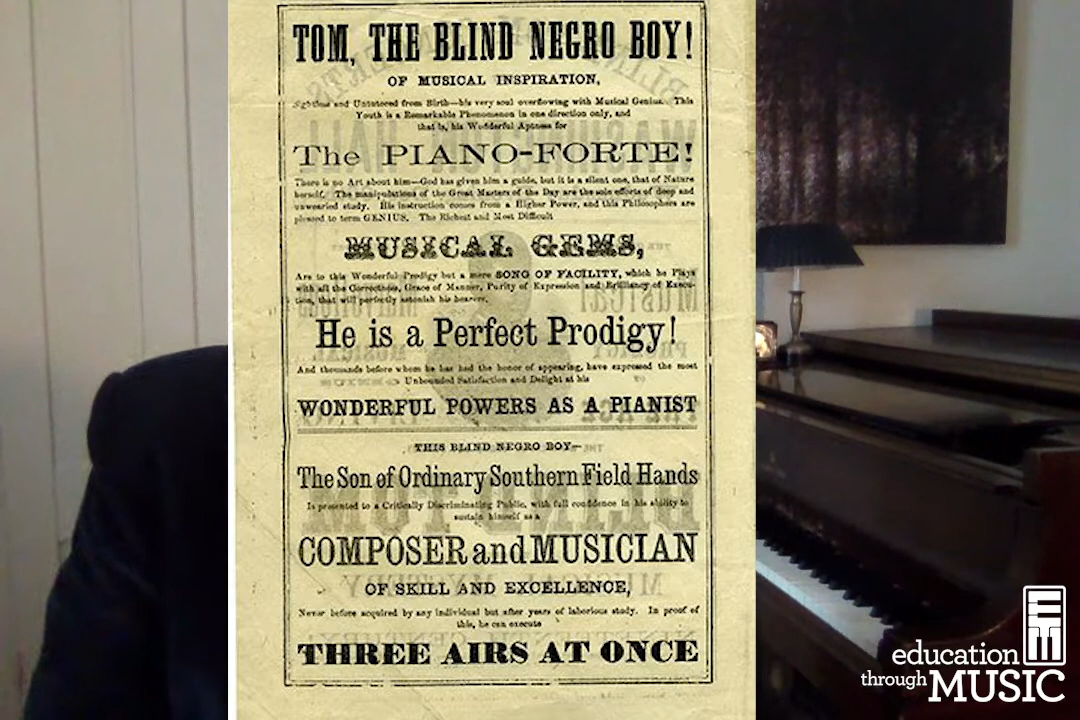 TOM, THE BLIND NEGRO BOY!
OF MUSICAL INSPIRATION,
Sightless and Untutored from Birth—his very soul overflowing with Musical Genius. This
Youth is a Remarkable Phenomenon in one direction only, and
that is, his Wonderful Aptness for
The PIANO-FORTE!
There is no Art about him—God has given him a guide, but it is a silent one, that of Nature
herself. The manipulations of the Great Masters of the Day are the sole efforts of deep and
unwearied study. His instruction comes from a Higher Power, and this Philosophers are
pleased to term GENIUS. The Richest and Most Difficult
MUSICAL GEMS,
Are to this Wonderful Prodigy but a mere SONG OF FACILITY, which he Plays
with all the Correctness, Grace of Manner, Purity of Expression and Brilliancy of Execu-
tion, that will perfectly astonish his hearers.
He is a Perfect Prodigy!
And thousands before whom he has had the honor of appearing, have expressed the most
Unbounded Satisfaction and Delight at his
WONDERFUL POWERS AS A PIANIST
THIS BLIND NEGRO BOY—
The Son of Ordinary Southern Field Hands
Is presented to a Critically Discriminating Public, with full confidence in his ability to
sustain himself as a
COMPOSER and MUSICIAN
OF SKILL AND EXCELLENCE,
Never before acquired by any individual but after years of laborious study. In proof of
this, he can execute
THREE AIRS AT ONCE
education
through MUSIC